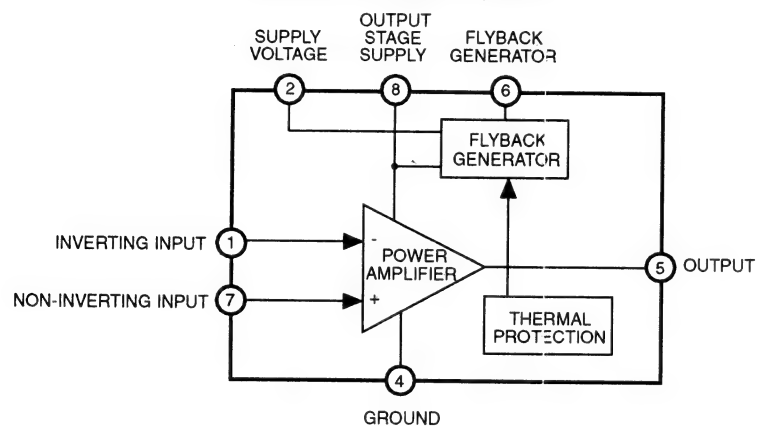 OUTPUT
STAGE
SUPPLY
SUPPLY
VOLTAGE
FLYBACK
GENERATOR
2
8
6
FLYBACK
GENERATOR
INVERTING INPUT
1
-
POWER
AMPLIFIER
5
OUTPUT
NON-INVERTING INPUT
7
+
THERMAL
PROTECTION
4
GROUND